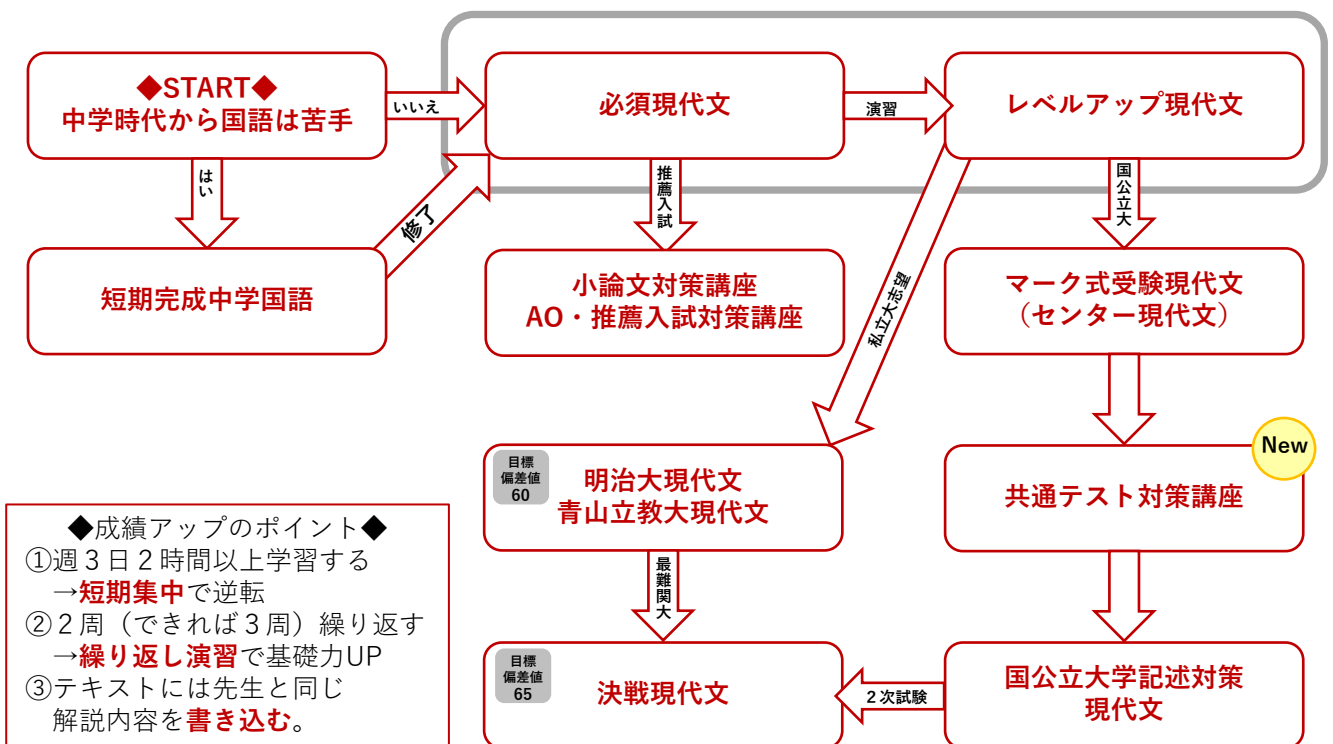 ◆START◆
中学時代から国語は苦手
いいえ
必須現代文
演習
レベルアップ現代文
はい
修了
推薦入試
国公立大
短期完成中学国語
小論文対策講座
AO・推薦入試対策講座
私立大志望
マーク式受験現代文
(センター現代文)
New
目標
偏差値
60
明治大現代文
青山立教大現代文
共通テスト対策講座
◆成績アップのポイント◆
①週3日2時間以上学習する
→短期集中で逆転
②2周(できれば3周)繰り返す
→繰り返し演習で基礎力UP
③テキストには先生と同じ
解説内容を書き込む。
最難関大
目標
偏差値
65
決戦現代文
2次試験
国公立大学記述対策
現代文